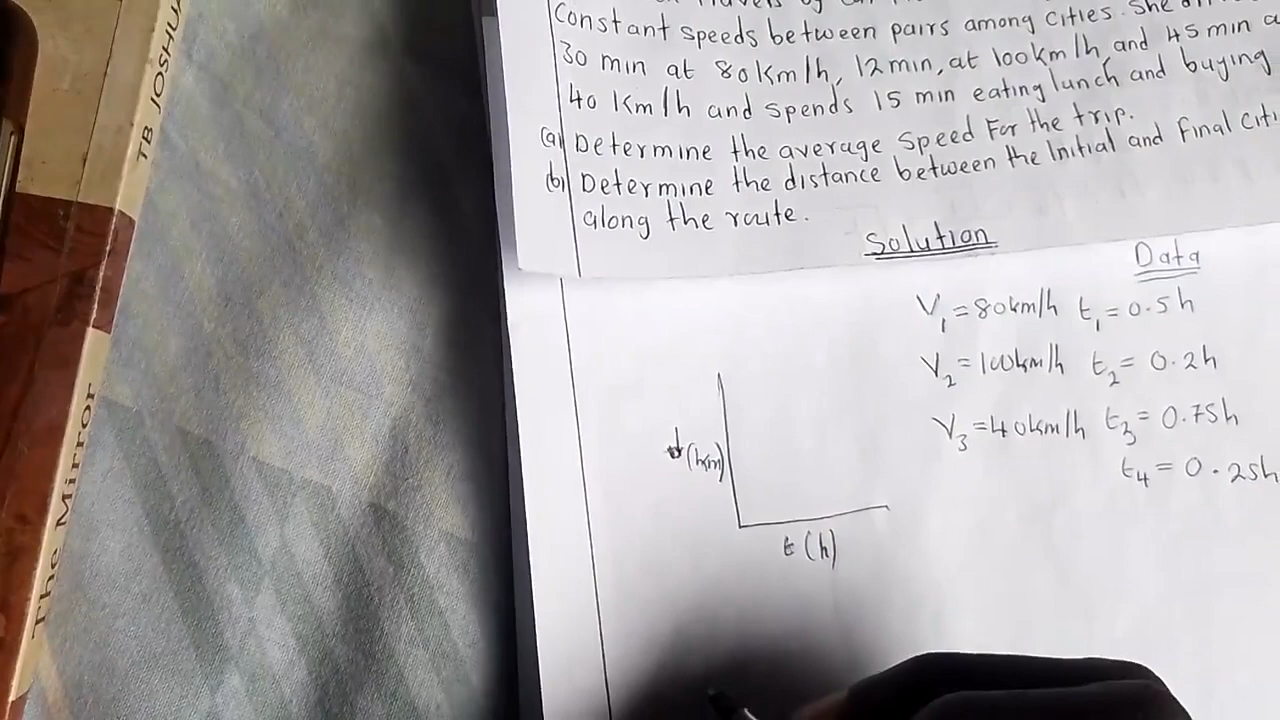 TB JOSHUA
The Mirror
Constant speeds between pairs among cities. She
30 min at 80km/h, 12min, at 100km/h, and 45 min
40 km/h and spends 15 min eating lunch and buying
(a) Determine the average speed For the trip.
(b) Determine the distance between the Initial and final
along the route.
Solution
Data
V1=80km/h t1=0.5h
V2=100km/h t2=0.2h
V3=40km/h t3=0.75h
t4=0.25h
d(km)
t(h)